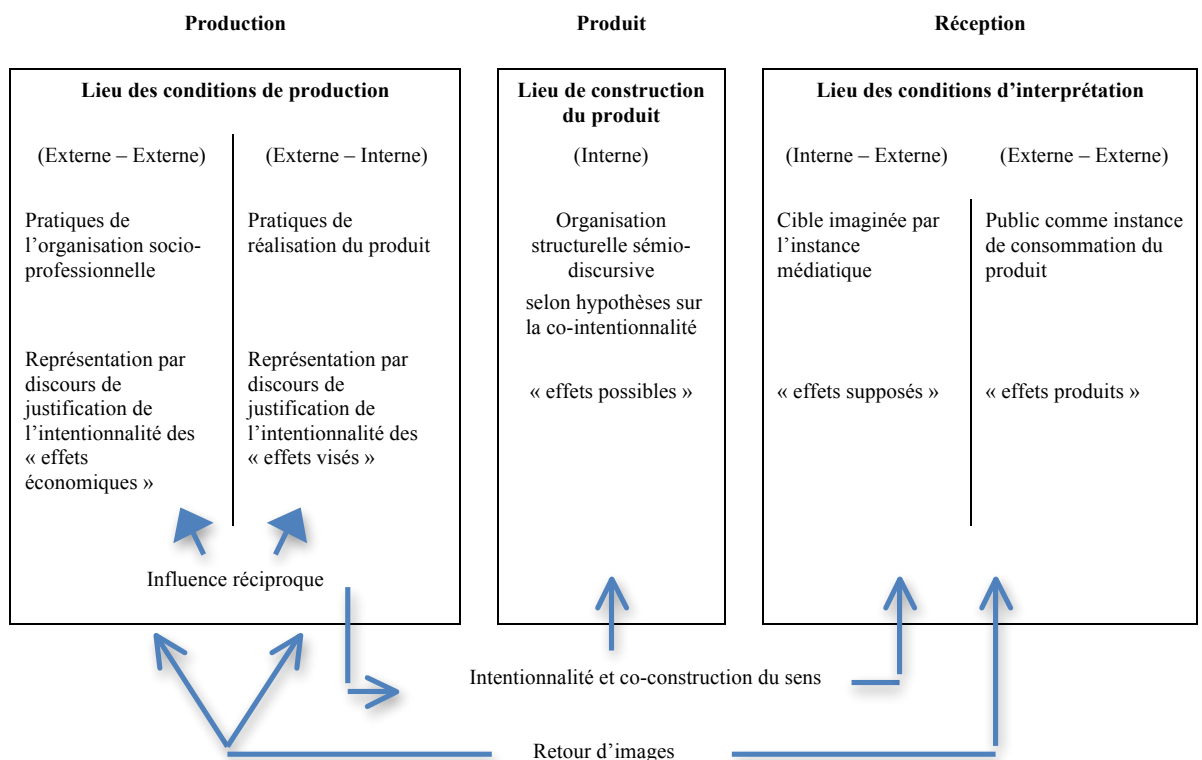 Production
Produit
Réception
Lieu des conditions de production
(Externe – Externe)
(Externe – Interne)
Pratiques de
l’organisation socio-
professionnelle
Pratiques de
réalisation du produit
Représentation par
discours de
justification de
l’intentionnalité des
« effets
économiques »
Représentation par
discours de
justification de
l’intentionnalité des
« effets visés »
Influence réciproque
Lieu de construction
du produit
(Interne)
Organisation
structurelle sémio-
discursive
selon hypothèses sur
la co-intentionnalité
« effets possibles »
Lieu des conditions d’interprétation
(Interne – Externe)
(Externe – Externe)
Cible imaginée par
l’instance
médiatique
Public comme instance
de consommation du
produit
« effets supposés »
« effets produits »
Intentionnalité et co-construction du sens
Retour d’images